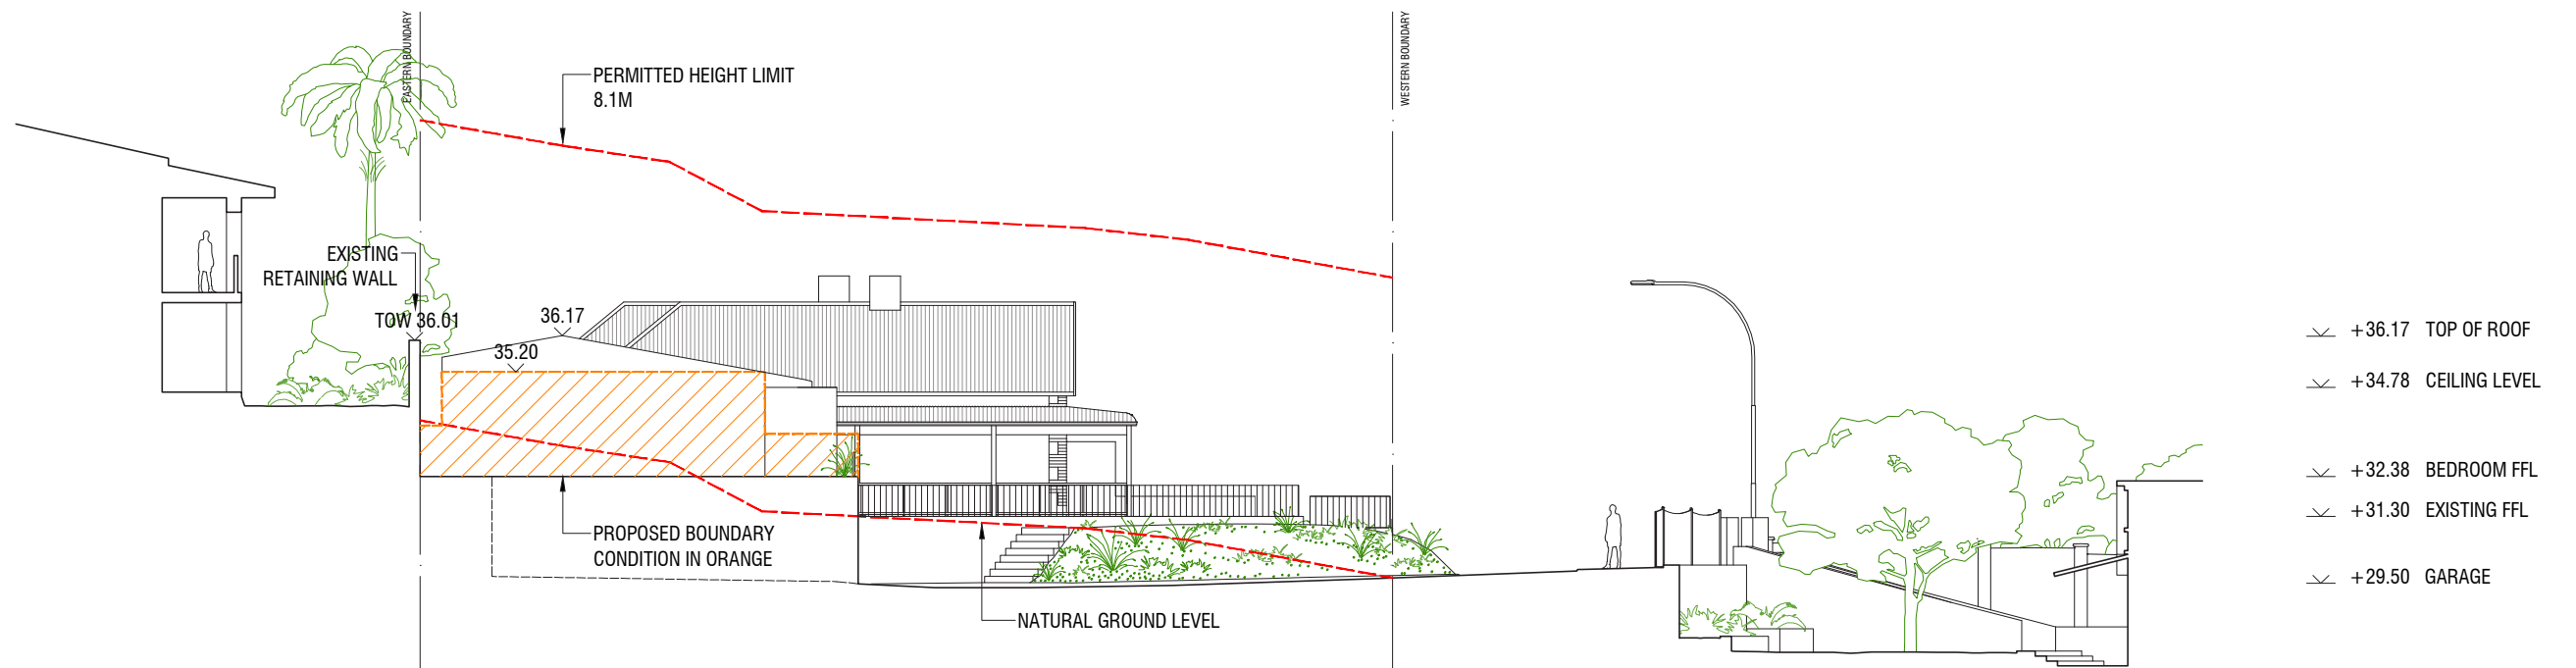 EASTERN BOUNDARY
WESTERN BOUNDARY
PERMITTED HEIGHT LIMIT
8.1M
EXISTING
RETAINING WALL
TOW 36.01
36.17
35.20
PROPOSED BOUNDARY
CONDITION IN ORANGE
NATURAL GROUND LEVEL
+36.17 TOP OF ROOF
+34.78 CEILING LEVEL
+32.38 BEDROOM FFL
+31.30 EXISTING FFL
+29.50 GARAGE